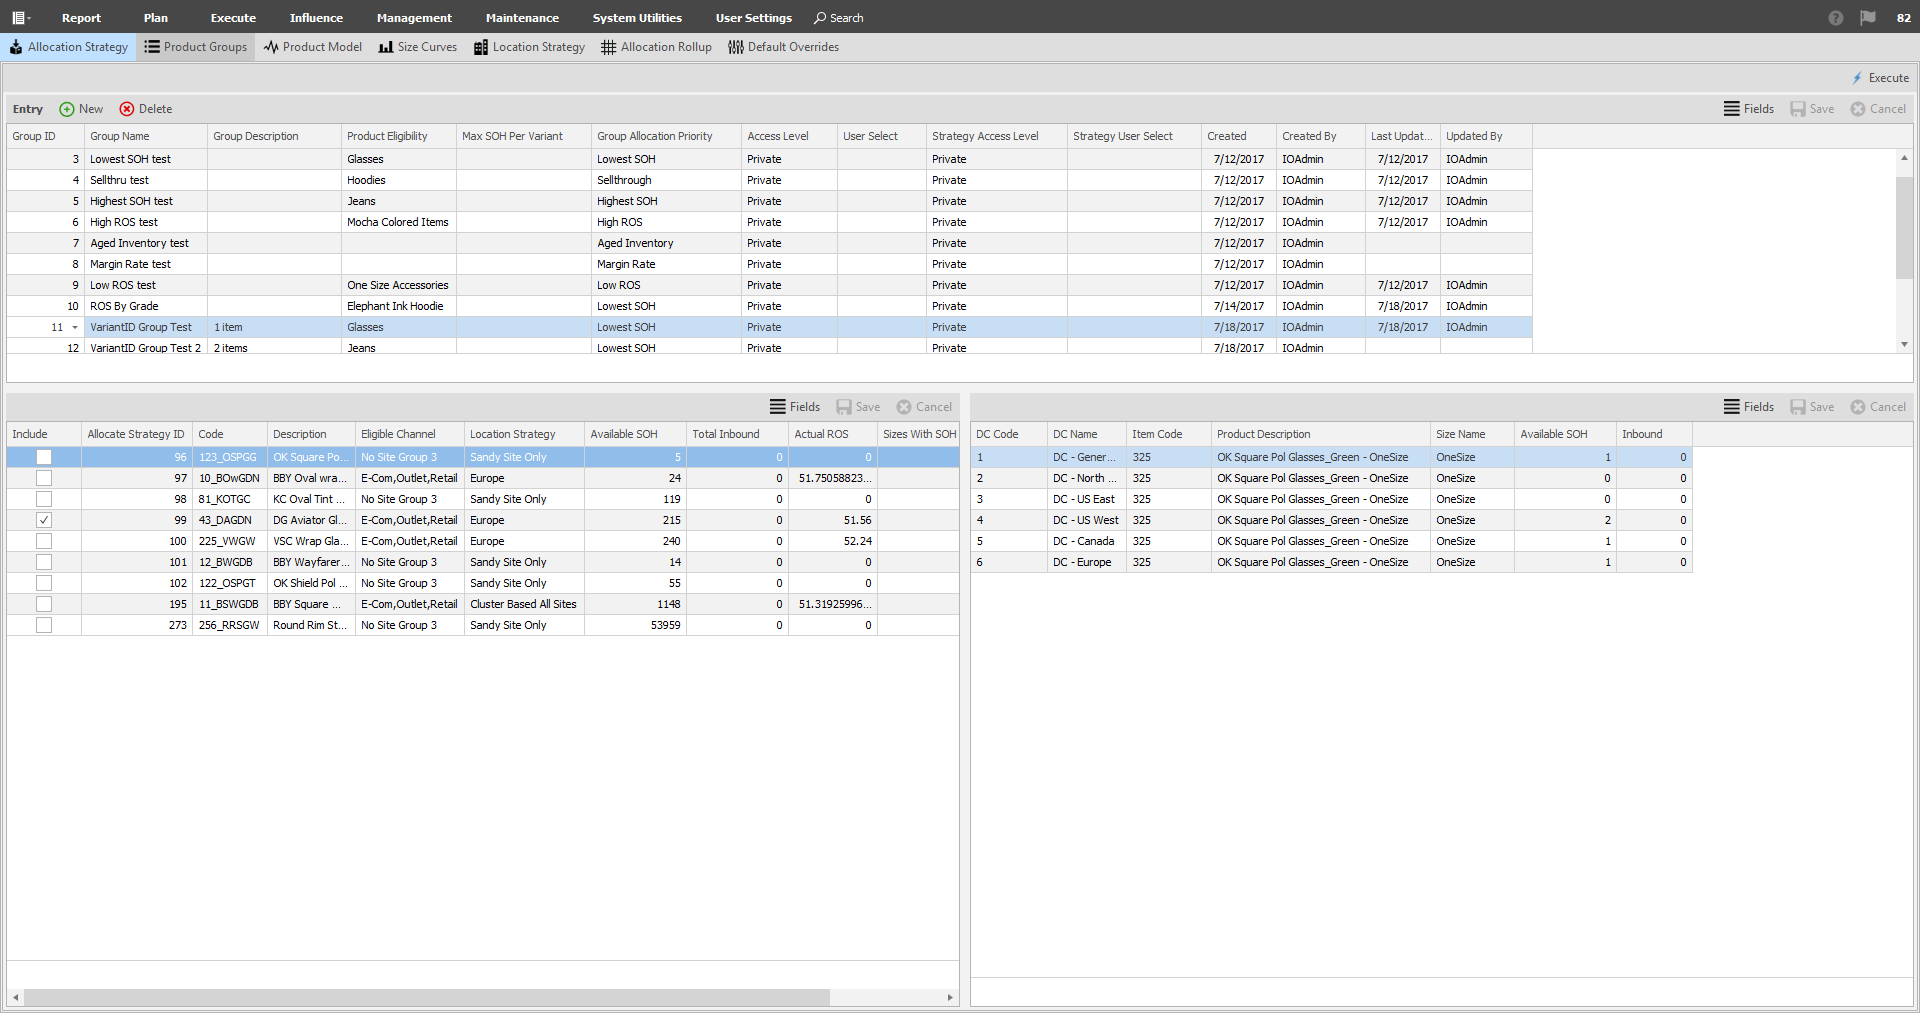 Report Plan Execute Influence Management Maintenance System Utilities User Settings Search ? 82
Allocation Strategy Product Groups Product Model Size Curves Location Strategy Allocation Rollup Default Overrides
Execute
Entry New Delete Fields Save Cancel
Group ID Group Name Group Description Product Eligibility Max SOH Per Variant Group Allocation Priority Access Level User Select Strategy Access Level Strategy User Select Created Created By Last Updat... Updated By
3 Lowest SOH test Glasses Lowest SOH Private Private 7/12/2017 IOAdmin 7/12/2017 IOAdmin
4 Sellthru test Hoodies Sellthrough Private Private 7/12/2017 IOAdmin 7/12/2017 IOAdmin
5 Highest SOH test Jeans Highest SOH Private Private 7/12/2017 IOAdmin 7/12/2017 IOAdmin
6 High ROS test Mocha Colored Items High ROS Private Private 7/12/2017 IOAdmin 7/12/2017 IOAdmin
7 Aged Inventory test Aged Inventory Private Private 7/12/2017 IOAdmin
8 Margin Rate test Margin Rate Private Private 7/12/2017 IOAdmin
9 Low ROS test One Size Accessories Low ROS Private Private 7/12/2017 IOAdmin 7/12/2017 IOAdmin
10 ROS By Grade Elephant Ink Hoodie Lowest SOH Private Private 7/14/2017 IOAdmin 7/18/2017 IOAdmin
11 VariantID Group Test 1 item Glasses Lowest SOH Private Private 7/18/2017 IOAdmin 7/18/2017 IOAdmin
12 VariantID Group Test 2 2 items Jeans Lowest SOH Private Private 7/18/2017 IOAdmin
Fields Save Cancel
Include Allocate Strategy ID Code Description Eligible Channel Location Strategy Available SOH Total Inbound Actual ROS Sizes With SOH
96 123_OSPGG OK Square Po... No Site Group 3 Sandy Site Only 5 0 0
97 10_BOwGDN BBY Oval wra... E-Com,Outlet,Retail Europe 24 0 51.75058823...
98 81_KOTGC KC Oval Tint ... No Site Group 3 Sandy Site Only 119 0 0
99 43_DAGDN DG Aviator Gl... E-Com,Outlet,Retail Europe 215 0 51.56
100 225_VWGW VSC Wrap Gla... E-Com,Outlet,Retail Europe 240 0 52.24
101 12_BWGDB BBY Wayfarer... No Site Group 3 Sandy Site Only 14 0 0
102 122_OSPGT OK Shield Pol ... No Site Group 3 Sandy Site Only 55 0 0
195 11_BSWGDB BBY Square ... E-Com,Outlet,Retail Cluster Based All Sites 1148 0 51.31925996...
273 256_RRSGW Round Rim St... No Site Group 3 Sandy Site Only 53959 0 0
Fields Save Cancel
DC Code DC Name Item Code Product Description Size Name Available SOH Inbound
1 DC - Gener... 325 OK Square Pol Glasses_Green - OneSize OneSize 1 0
2 DC - North ... 325 OK Square Pol Glasses_Green - OneSize OneSize 0 0
3 DC - US East 325 OK Square Pol Glasses_Green - OneSize OneSize 0 0
4 DC - US West 325 OK Square Pol Glasses_Green - OneSize OneSize 2 0
5 DC - Canada 325 OK Square Pol Glasses_Green - OneSize OneSize 1 0
6 DC - Europe 325 OK Square Pol Glasses_Green - OneSize OneSize 1 0